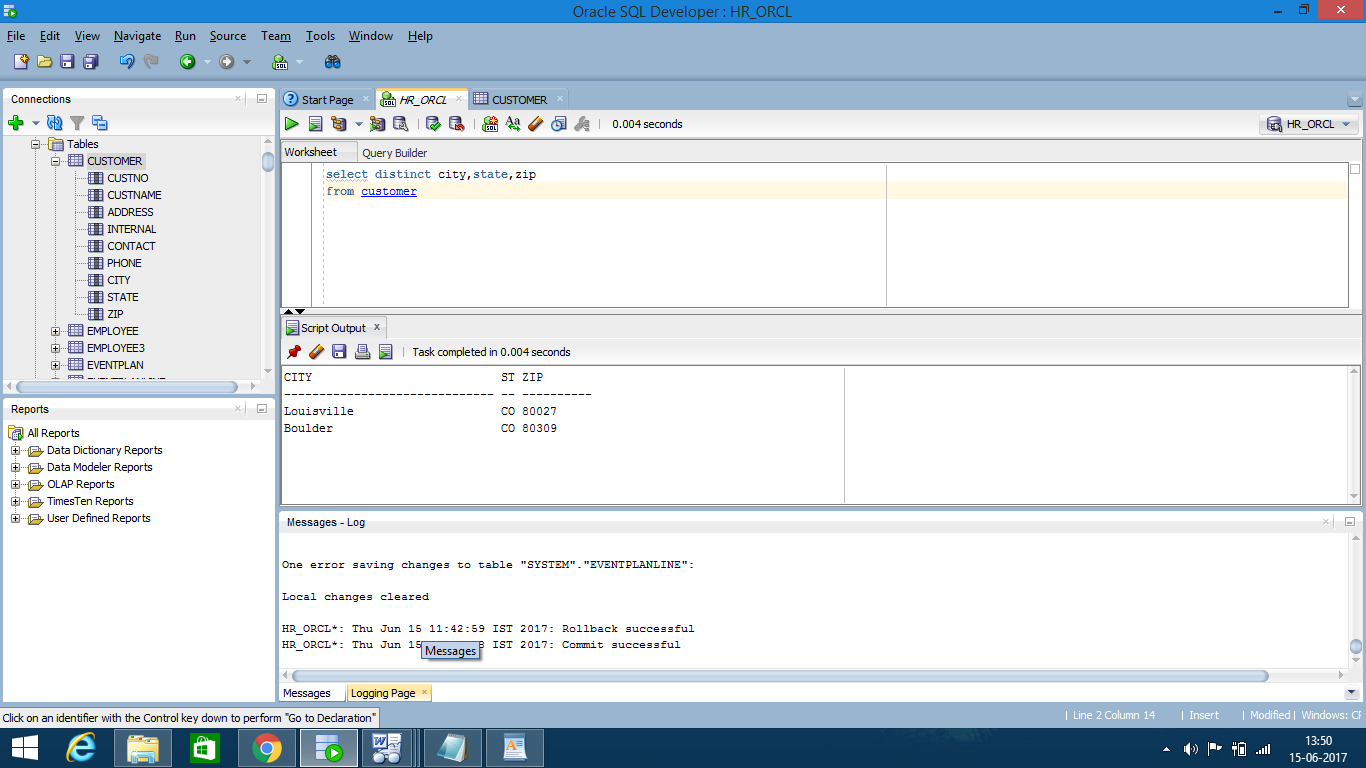 Oracle SQL Developer : HR_ORCL
File Edit View Navigate Run Source Team Tools Window Help
Connections
Tables
CUSTOMER
CUSTNO
CUSTNAME
ADDRESS
INTERNAL
CONTACT
PHONE
CITY
STATE
ZIP
EMPLOYEE
EMPLOYEE3
EVENTPLAN
Reports
All Reports
Data Dictionary Reports
Data Modeler Reports
OLAP Reports
TimesTen Reports
User Defined Reports
Start Page HR_ORCL CUSTOMER
0.004 seconds HR_ORCL
Worksheet Query Builder
select distinct city,state,zip
from customer
Script Output
Task completed in 0.004 seconds
CITY ST ZIP
------------------------------ -- ----------
Louisville CO 80027
Boulder CO 80309
Messages - Log
One error saving changes to table "SYSTEM"."EVENTPLANLINE":
Local changes cleared
HR_ORCL*: Thu Jun 15 11:42:59 IST 2017: Rollback successful
HR_ORCL*: Thu Jun 15 IST 2017: Commit successful
Messages
Messages Logging Page
Click on an identifier with the Control key down to perform "Go to Declaration"
Line 2 Column 14 Insert Modified Windows: CF
13:50
15-06-2017